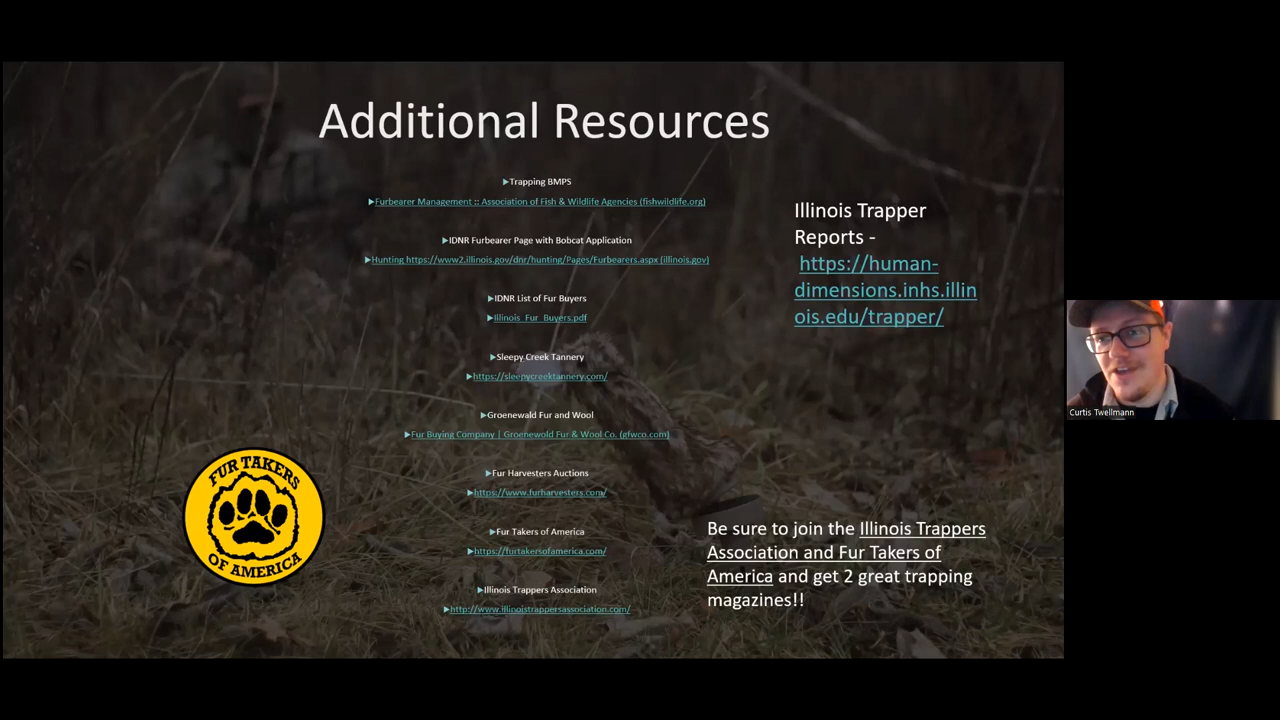 Additional Resources
Trapping BMPS
Furbearer Management :: Association of Fish & Wildlife Agencies (fishwildlife.org)
IDNR Furbearer Page with Bobcat Application
Hunting https://www2.illinois.gov/dnr/hunting/Pages/Furbearers.aspx (illinois.gov)
IDNR List of Fur Buyers
Illinois_Fur_Buyers.pdf
Sleepy Creek Tannery
https://sleepycreektannery.com/
Groenewald Fur and Wool
Fur Buying Company | Groenewold Fur & Wool Co. (gfwco.com)
Fur Harvesters Auctions
https://www.furharvesters.com/
Fur Takers of America
https://furtakersofamerica.com/
Illinois Trappers Association
http://www.illinoistrappersassociation.com/
Illinois Trapper
Reports -
https://human-
dimensions.inhs.illin
ois.edu/trapper/
FUR TAKERS
OF AMERICA
Be sure to join the Illinois Trappers
Association and Fur Takers of
America and get 2 great trapping
magazines!!
Curtis Twellmann